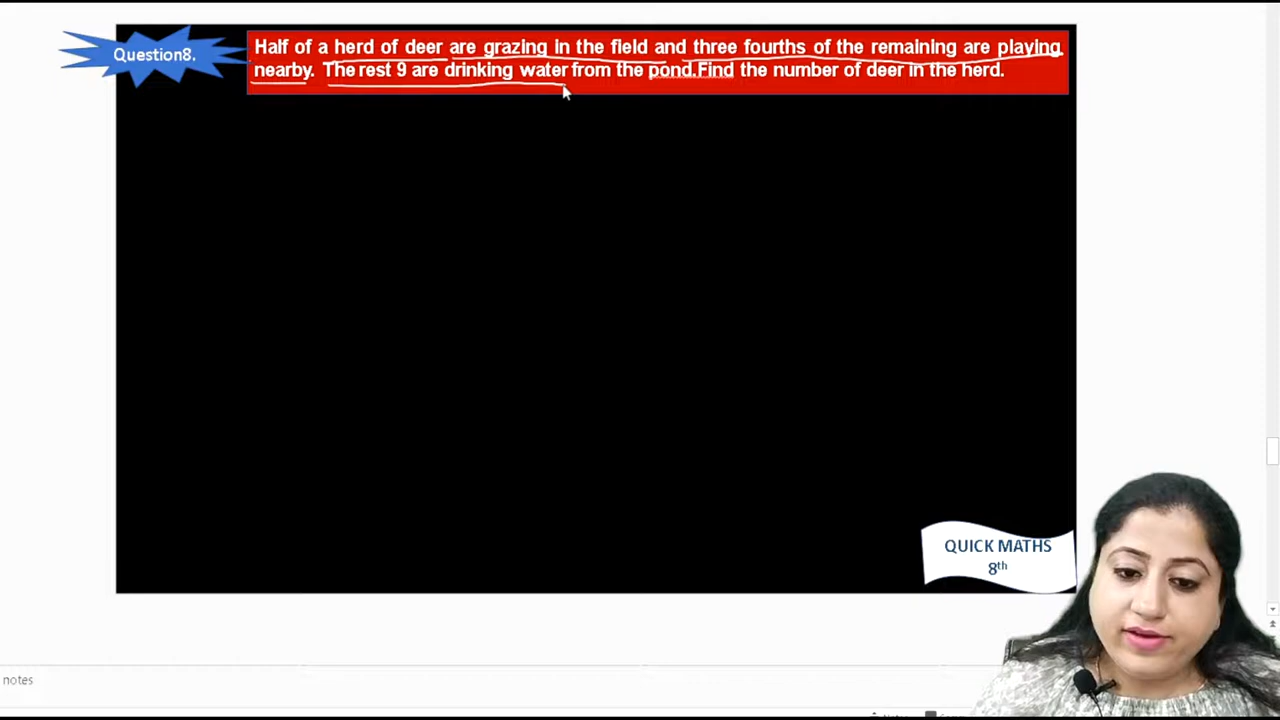 Question8.
Half of a herd of deer are grazing in the field and three fourths of the remaining are playing
nearby. The rest 9 are drinking water from the pond.Find the number of deer in the herd.
QUICK MATHS
8th
notes